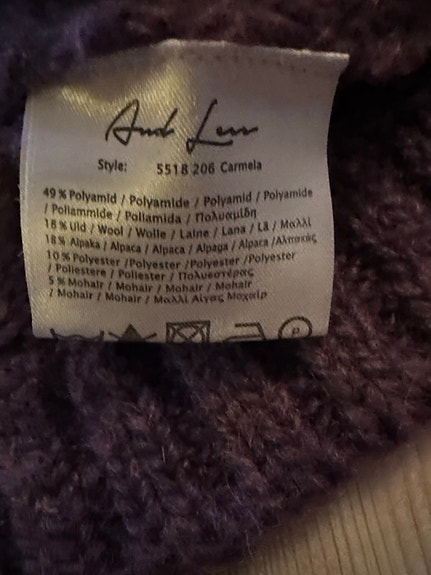 And Less
Style: 5518 206 Carmela
49 % Polyamid / Polyamide / Polyamid / Polyamide
/ Poliammide / Poliamida / Πολυαμίδη
18 % Uld / Wool / Wolle / Laine / Lana / Lã / Μαλλί
18% Alpaka / Alpaca / Alpaca / Alpaga / Alpaca /Αλπακάς
10 % Polyester /Polyester /Polyester /Polyester
/ Poliestere / Poliester / Πολυεστέρας
5 % Mohair / Mohair / Mohair / Mohair
/ Mohair / Mohair / Μαλλί Αίγας Μοχαίρ
P